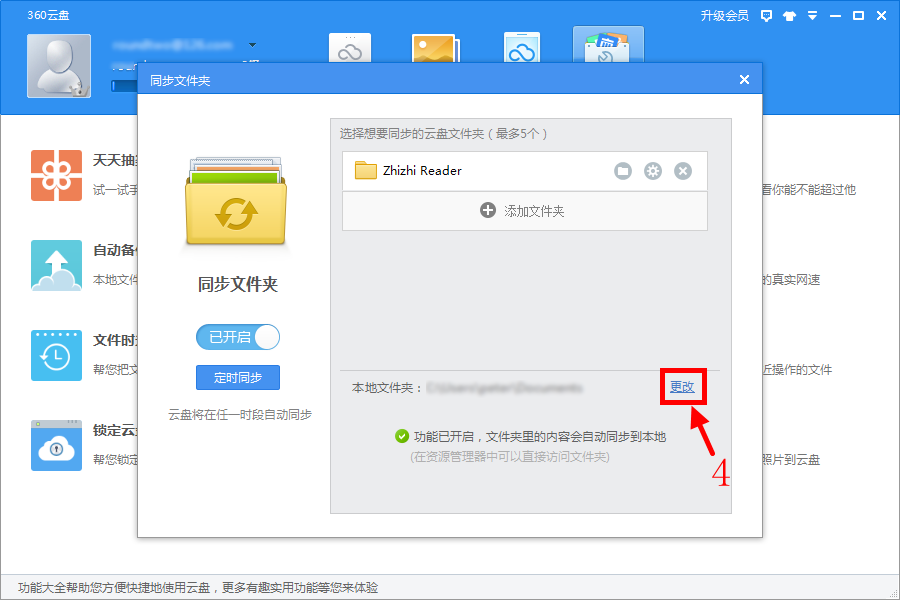 360云盘
升级会员
同步文件夹
选择想要同步的云盘文件夹（最多5个）
Zhizhi Reader
添加文件夹
同步文件夹
已开启
定时同步
云盘将在任一时段自动同步
本地文件夹：
更改
功能已开启，文件夹里的内容会自动同步到本地
(在资源管理器中可以直接访问文件夹)
4
天天抽
试一试手
看你能不能超过他
自动备
本地文件
的真实网速
文件时
帮您把文
近操作的文件
锁定云
帮您锁定
照片到云盘
功能大全帮助您方便快捷地使用云盘，更多有趣实用功能等您来体验